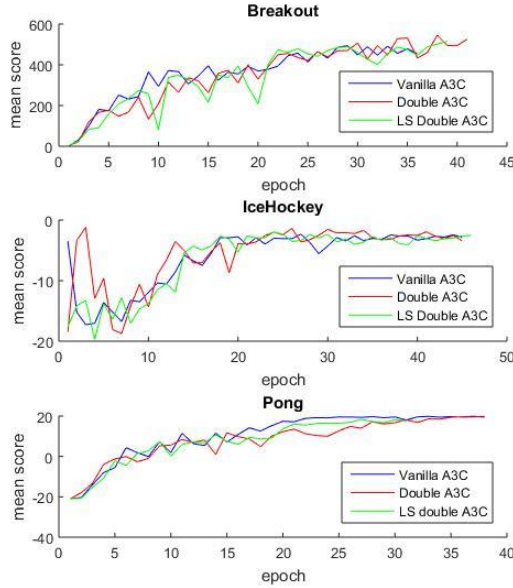 Breakout
600
400
200
0
mean score
Vanilla A3C
Double A3C
LS Double A3C
0 5 10 15 20 25 30 35 40 45
epoch
IceHockey
0
-10
-20
mean score
Vanilla A3C
Double A3C
LS Double A3C
0 10 20 30 40 50
epoch
Pong
20
0
-20
-40
mean score
Vanilla A3C
Double A3C
LS double A3C
0 5 10 15 20 25 30 35 40
epoch